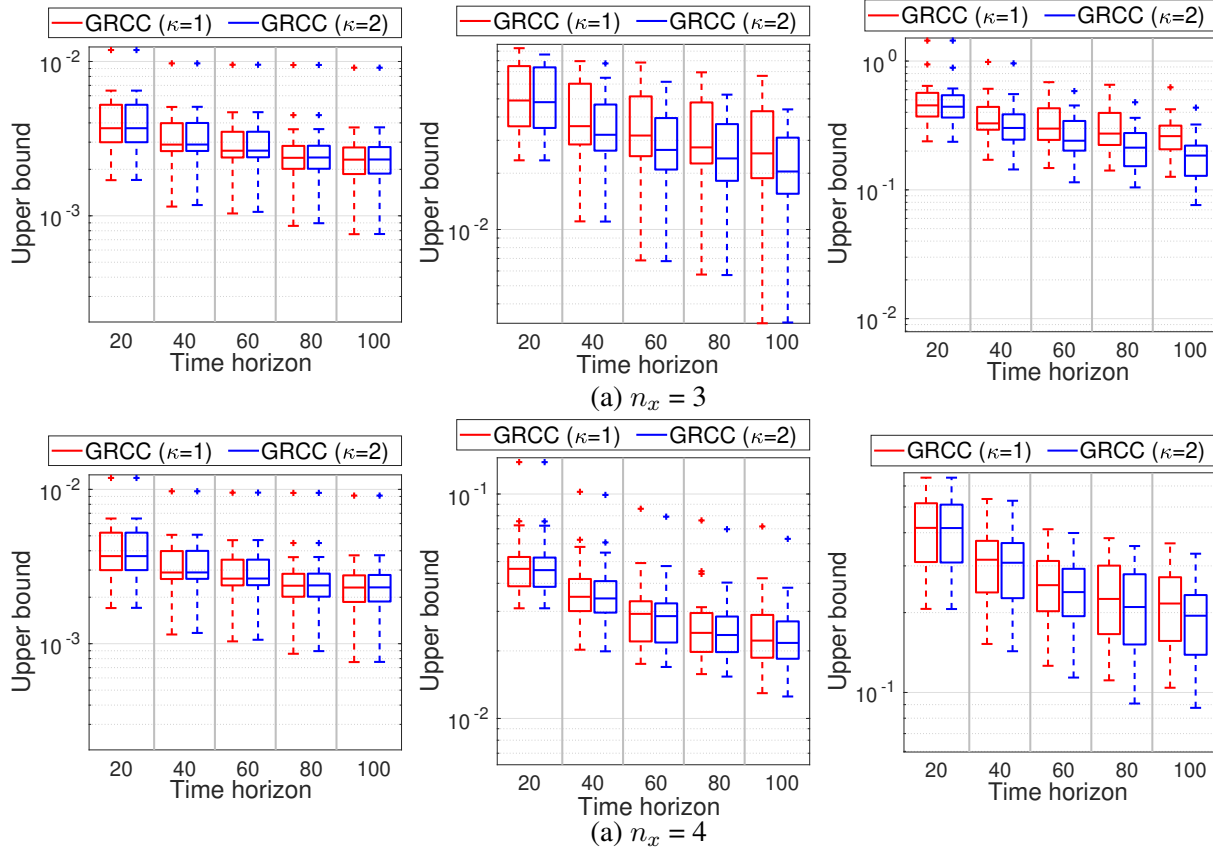 GRCC (κ=1) GRCC (κ=2)
10^-2
10^-3
Upper bound
20 40 60 80 100
Time horizon
GRCC (κ=1) GRCC (κ=2)
10^-2
Upper bound
20 40 60 80 100
Time horizon
GRCC (κ=1) GRCC (κ=2)
10^0
10^-1
10^-2
Upper bound
20 40 60 80 100
Time horizon
(a) n_x = 3
GRCC (κ=1) GRCC (κ=2)
10^-2
10^-3
Upper bound
20 40 60 80 100
Time horizon
GRCC (κ=1) GRCC (κ=2)
10^-1
10^-2
Upper bound
20 40 60 80 100
Time horizon
GRCC (κ=1) GRCC (κ=2)
10^-1
Upper bound
20 40 60 80 100
Time horizon
(a) n_x = 4